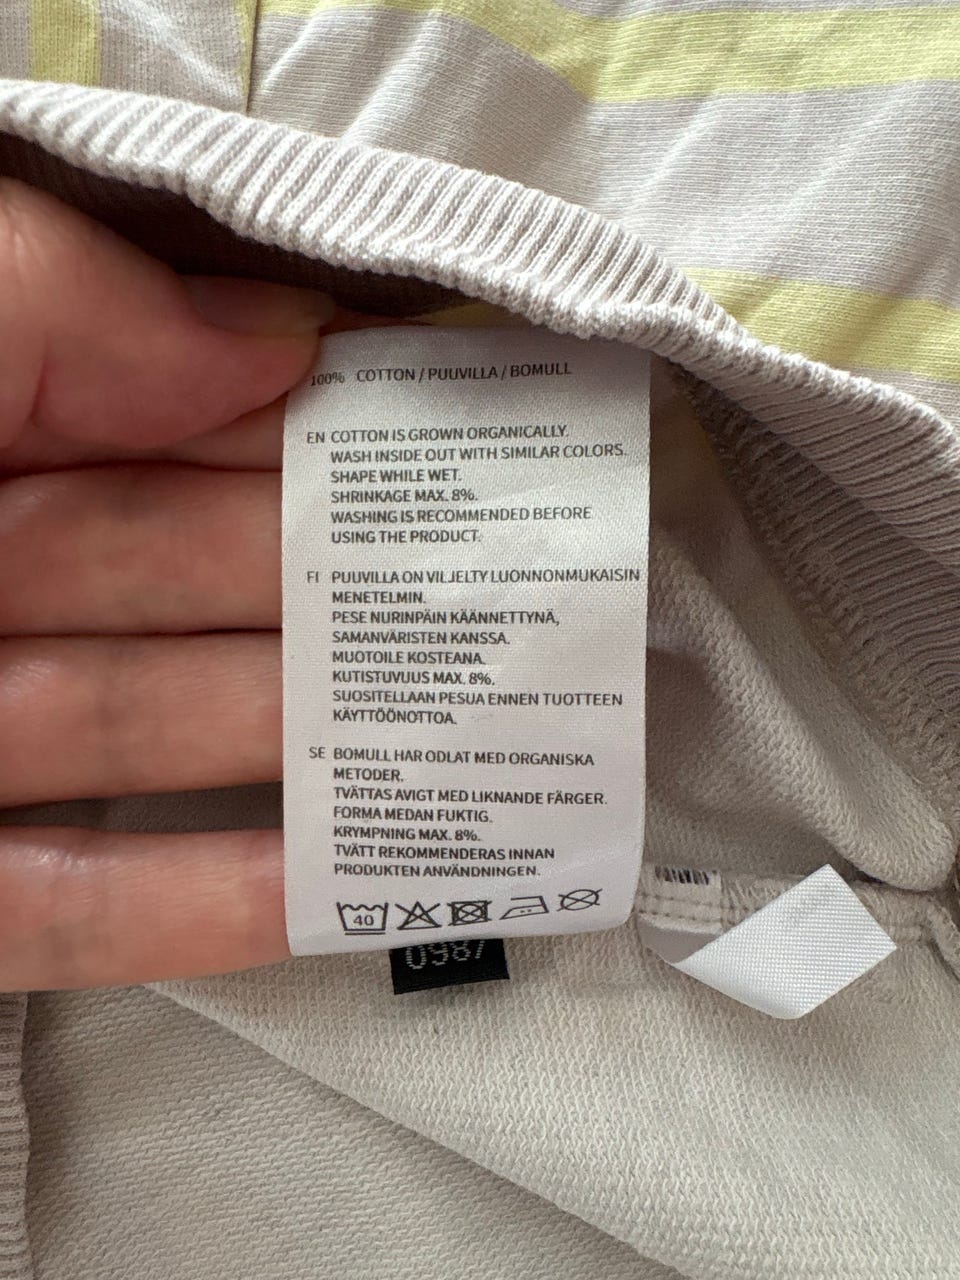 100% COTTON / PUUVILLA / BOMULL
EN COTTON IS GROWN ORGANICALLY.
WASH INSIDE OUT WITH SIMILAR COLORS.
SHAPE WHILE WET.
SHRINKAGE MAX. 8%.
WASHING IS RECOMMENDED BEFORE
USING THE PRODUCT.
FI PUUVILLA ON VILJELTY LUONNONMUKAISIN
MENETELMIN.
PESE NURINPÄIN KÄÄNNETTYNÄ,
SAMANVÄRISTEN KANSSA.
MUOTOILE KOSTEANA.
KUTISTUVUUS MAX. 8%.
SUOSITELLAAN PESUA ENNEN TUOTTEEN
KÄYTTÖÖNOTTOA.
SE BOMULL HAR ODLAT MED ORGANISKA
METODER.
TVÄTTAS AVIGT MED LIKNANDE FÄRGER.
FORMA MEDAN FUKTIG.
KRYMPNING MAX. 8%.
TVÄTT REKOMMENDERAS INNAN
PRODUKTEN ANVÄNDNINGEN.
40
0987